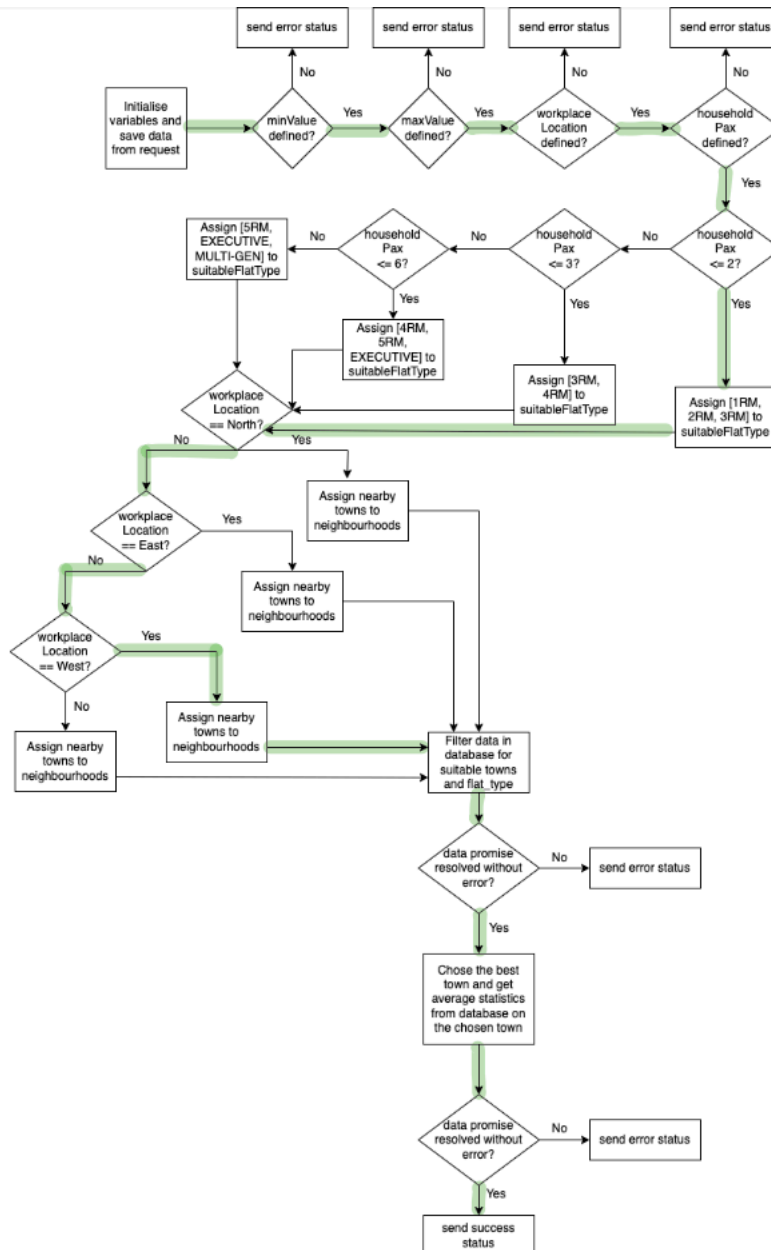 send error status
send error status
send error status
send error status
No
No
No
No
Initialise
variables and
save data
from request
minValue
defined?
Yes
maxValue
defined?
Yes
workplace
Location
defined?
Yes
household
Pax
defined?
Yes
Assign [5RM,
EXECUTIVE,
MULTI-GEN] to
suitableFlatType
No
household
Pax
<= 6?
No
household
Pax
<= 3?
No
household
Pax
<= 2?
Yes
Yes
Yes
Assign [4RM,
5RM,
EXECUTIVE] to
suitableFlatType
Assign [3RM,
4RM] to
suitableFlatType
Assign [1RM,
2RM, 3RM] to
suitableFlatType
workplace
Location
== North?
No
Yes
Assign nearby
towns to
neighbourhoods
workplace
Location
== East?
Yes
No
Assign nearby
towns to
neighbourhoods
workplace
Location
== West?
Yes
No
Assign nearby
towns to
neighbourhoods
Assign nearby
towns to
neighbourhoods
Filter data in
database for
suitable towns
and flat_type
data promise
resolved without
error?
No
send error status
Yes
Chose the best
town and get
average statistics
from database on
the chosen town
data promise
resolved without
error?
No
send error status
Yes
send success
status